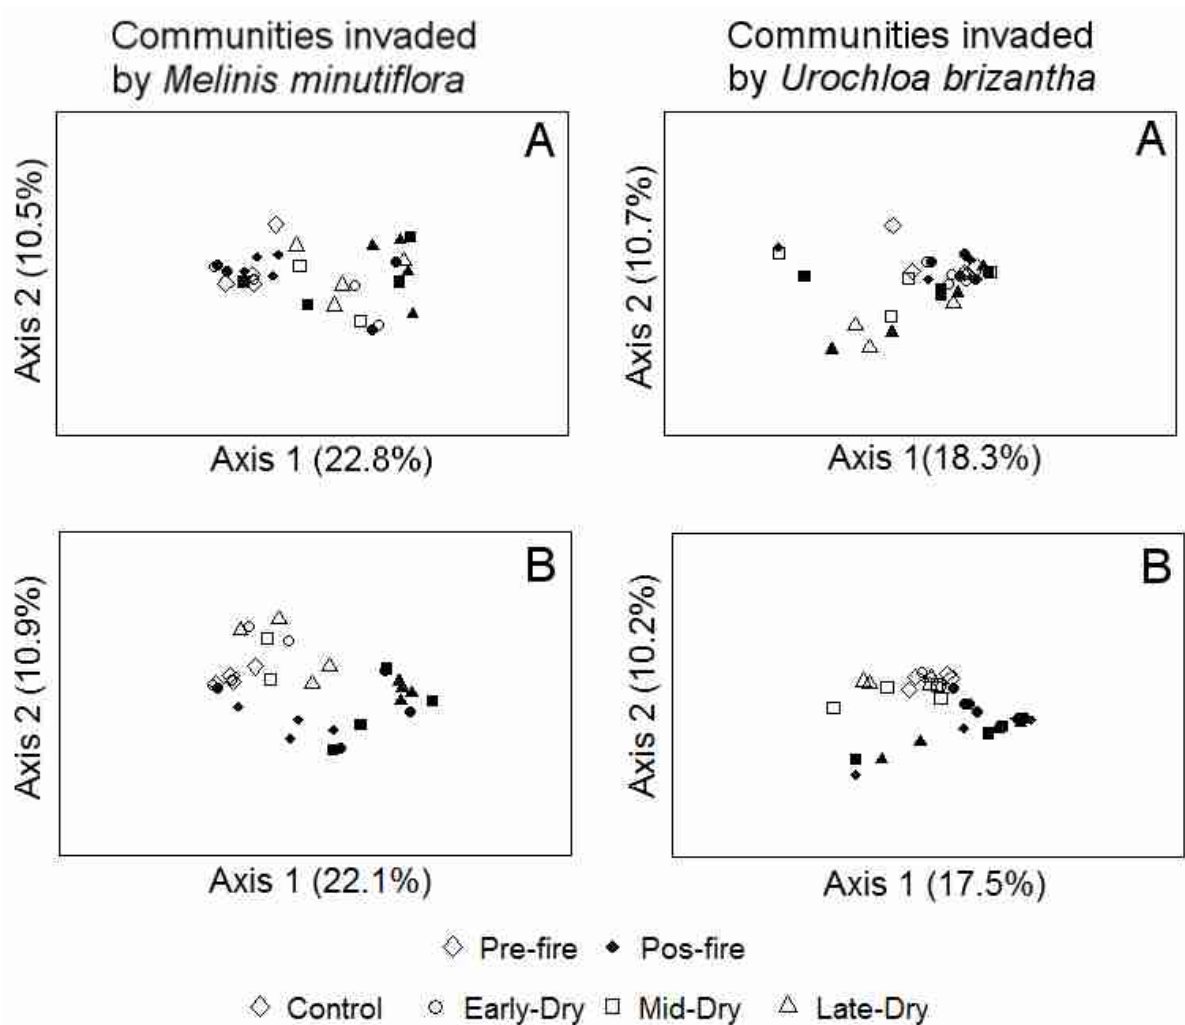 Communities invaded
by Melinis minutiflora
Communities invaded
by Urochloa brizantha
A
Axis 2 (10.5%)
Axis 1 (22.8%)
A
Axis 2 (10.7%)
Axis 1(18.3%)
B
Axis 2 (10.9%)
Axis 1 (22.1%)
B
Axis 2 (10.2%)
Axis 1 (17.5%)
Pre-fire Pos-fire
Control Early-Dry Mid-Dry Late-Dry